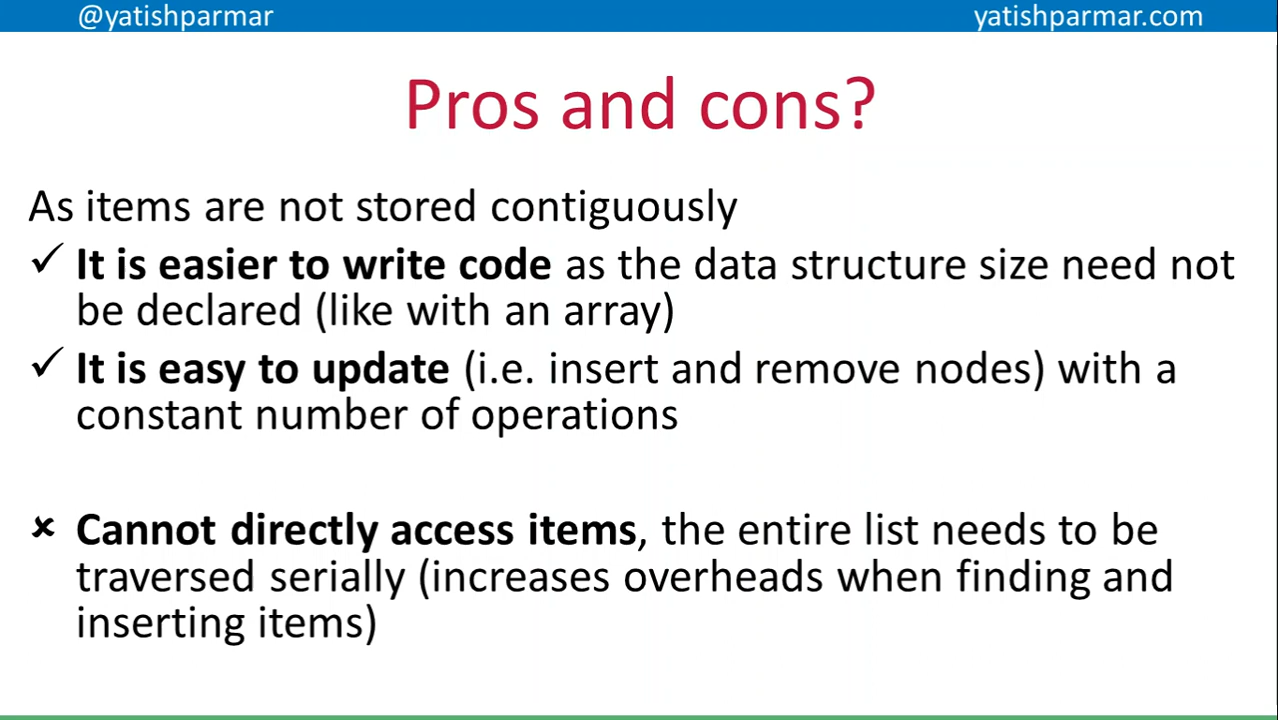 @yatishparmar yatishparmar.com
Pros and cons?
As items are not stored contiguously
✓ It is easier to write code as the data structure size need not
be declared (like with an array)
✓ It is easy to update (i.e. insert and remove nodes) with a
constant number of operations
✗ Cannot directly access items, the entire list needs to be
traversed serially (increases overheads when finding and
inserting items)